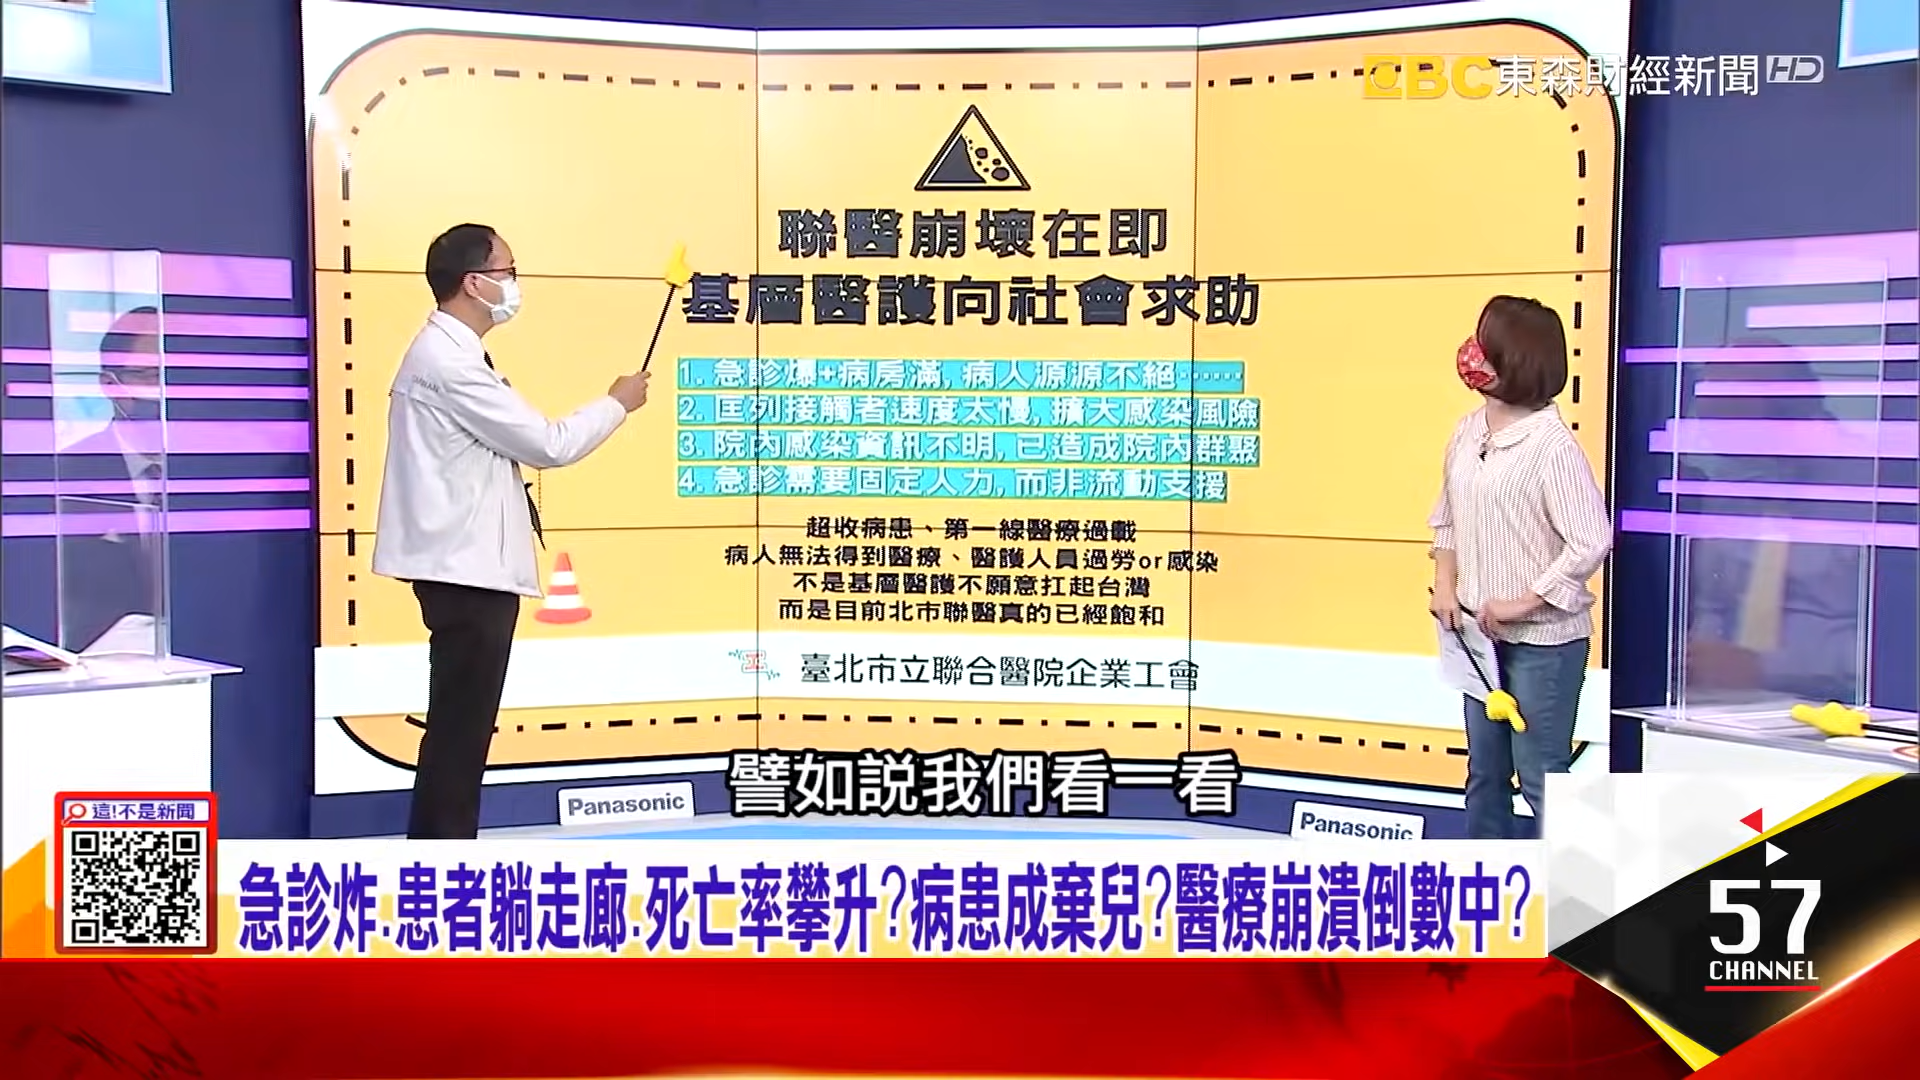 EBC 東森財經新聞 HD
聯醫崩壞在即
基層醫護向社會求助
1. 急診爆+病房滿, 病人源源不絕……
2. 匡列接觸者速度太慢, 擴大感染風險
3. 院內感染資訊不明, 已造成院內群聚
4. 急診需要固定人力, 而非流動支援
超收病患、第一線醫療過載
病人無法得到醫療、醫護人員過勞or感染
不是基層醫護不願意扛起台灣
而是目前北市聯醫真的已經飽和
臺北市立聯合醫院企業工會
TAIWAN
Panasonic
Panasonic
譬如説我們看一看
這!不是新聞
急診炸.患者躺走廊.死亡率攀升?病患成棄兒?醫療崩潰倒數中?
57
CHANNEL